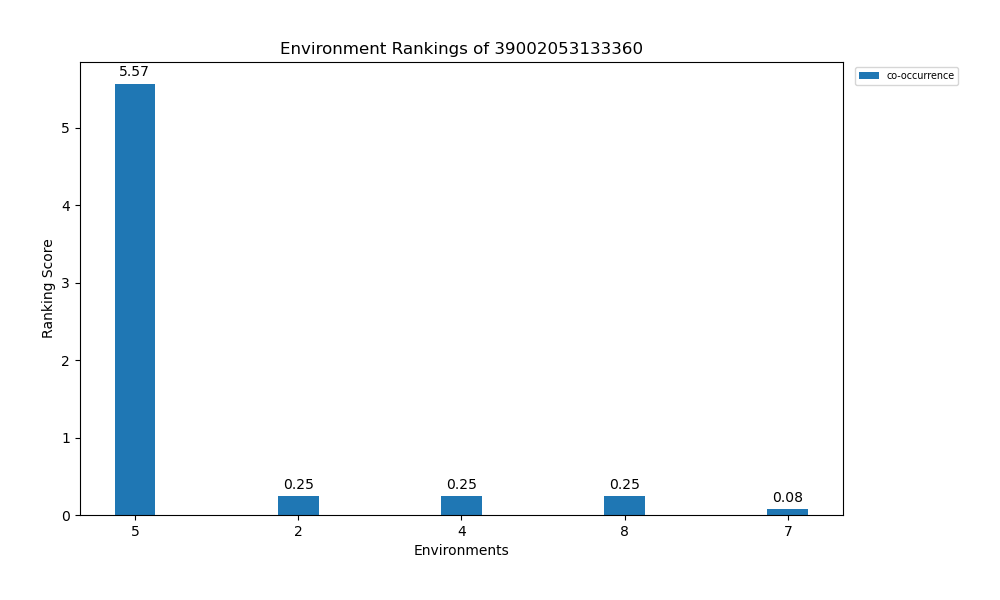 Environment Rankings of 39002053133360
5.57
co-occurrence
5
4
3
2
1
0
Ranking Score
0.25
0.25
0.25
0.08
5 2 4 8 7
Environments